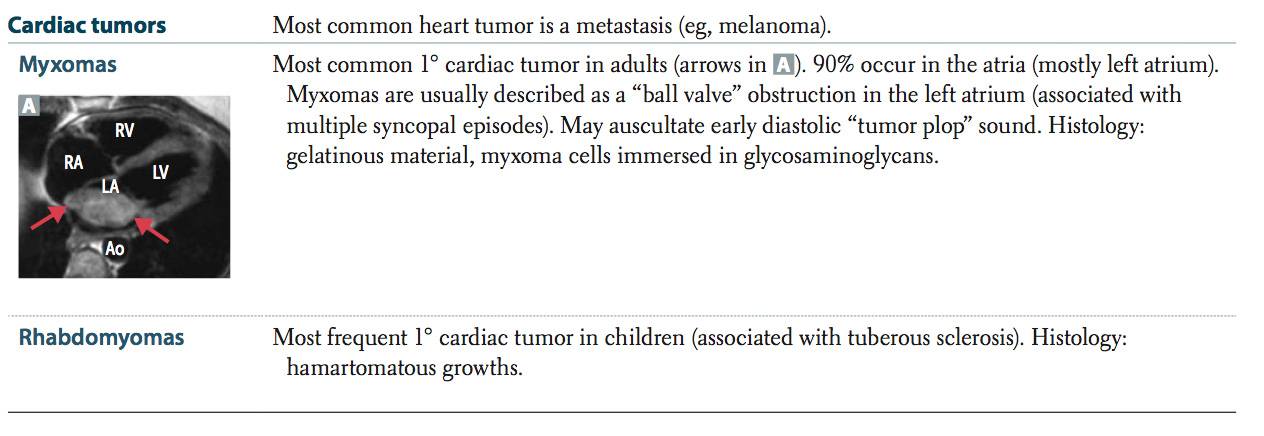 Cardiac tumors
Most common heart tumor is a metastasis (eg, melanoma).
Myxomas
Most common 1° cardiac tumor in adults (arrows in A). 90% occur in the atria (mostly left atrium).
Myxomas are usually described as a “ball valve” obstruction in the left atrium (associated with
multiple syncopal episodes). May auscultate early diastolic “tumor plop” sound. Histology:
gelatinous material, myxoma cells immersed in glycosaminoglycans.
A
RV
RA
LV
LA
Ao
Rhabdomyomas
Most frequent 1° cardiac tumor in children (associated with tuberous sclerosis). Histology:
hamartomatous growths.